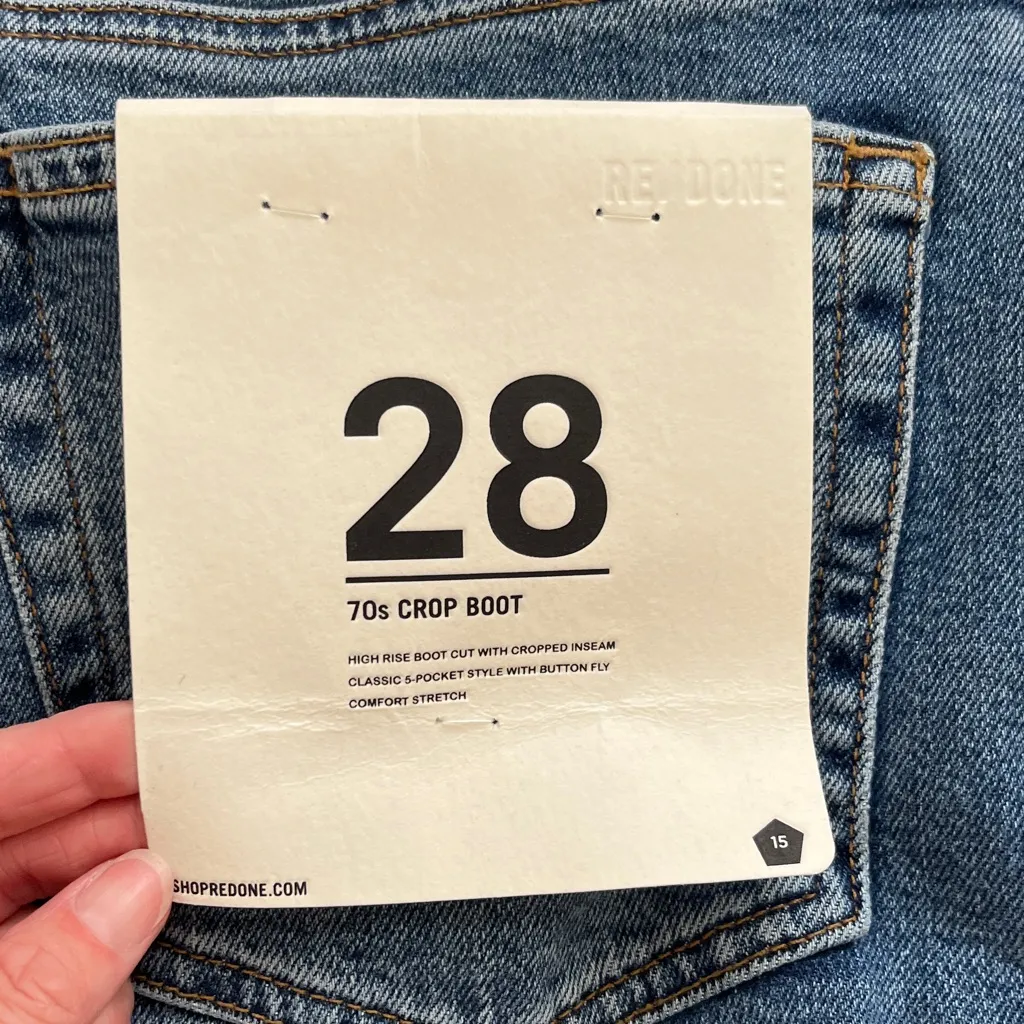 RE/DONE
28
70s CROP BOOT
HIGH RISE BOOT CUT WITH CROPPED INSEAM
CLASSIC 5-POCKET STYLE WITH BUTTON FLY
COMFORT STRETCH
15
SHOPREDONE.COM